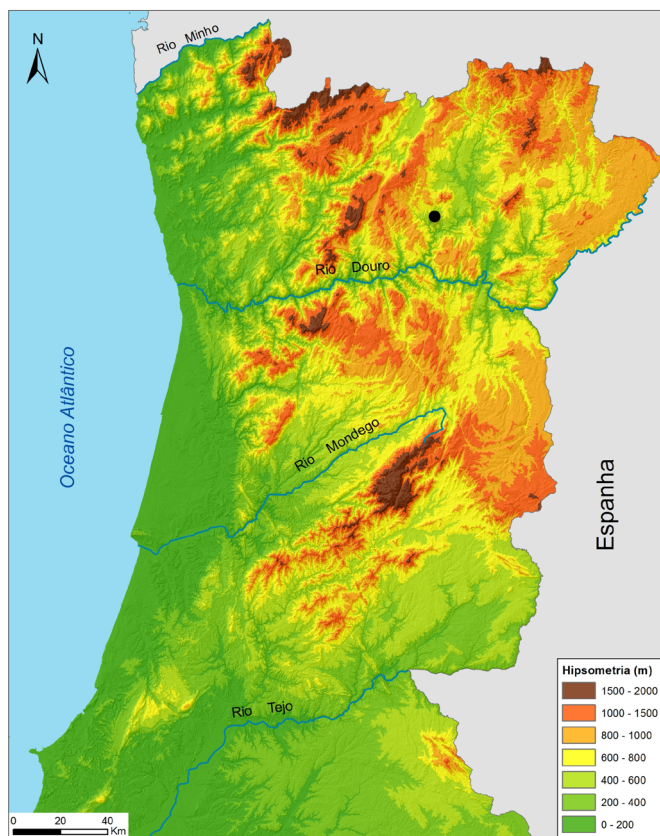 N
Rio Minho
Rio Douro
Oceano Atlântico
Rio Mondego
Espanha
Rio Tejo
Hipsometria (m)
1500 - 2000
1000 - 1500
800 - 1000
600 - 800
400 - 600
200 - 400
0 - 200
0 20 40
Km